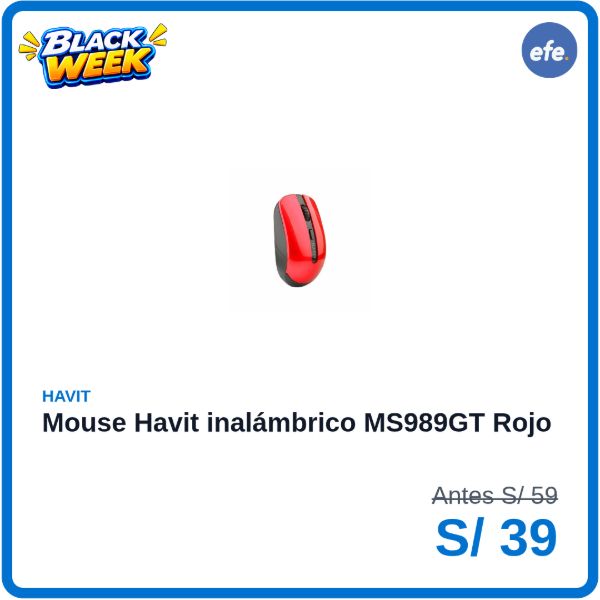 BLACK
WEEK
efe.
HAVIT
Mouse Havit inalámbrico MS989GT Rojo
Antes S/ 59
S/ 39